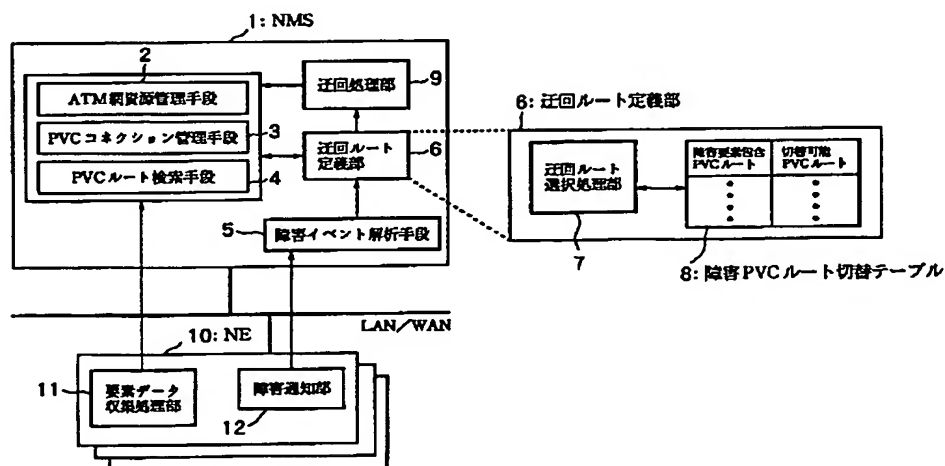 1: NMS
2
ATM網資源管理手段
3
PVCコネクション管理手段
4
PVCルート検索手段
9
迂回処理部
6
迂回ルート
定義部
5
障害イベント解析手段
6: 迂回ルート定義部
迂回ルート
選択処理部
7
障害要素包含
PVCルート
切替可能
PVCルート
8: 障害PVCルート切替テーブル
LAN/WAN
10: NE
11
要素データ
収集処理部
障害通知部
12